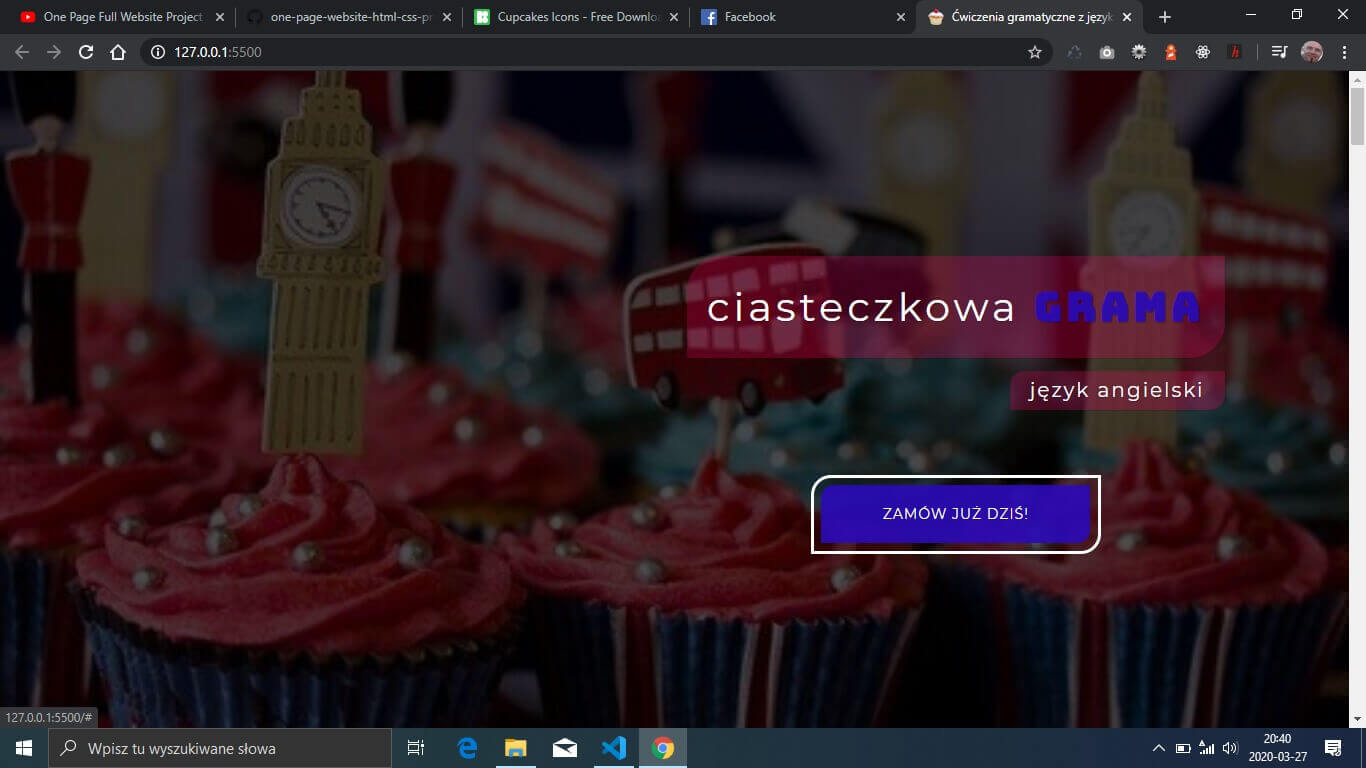 One Page Full Website Project
one-page-website-html-css-pr
Cupcakes Icons - Free Downloa
Facebook
Ćwiczenia gramatyczne z język
127.0.0.1:5500
ciasteczkowa GRAMA
język angielski
ZAMÓW JUŻ DZIŚ!
127.0.0.1:5500/#
Wpisz tu wyszukiwane słowa
20:40
2020-03-27